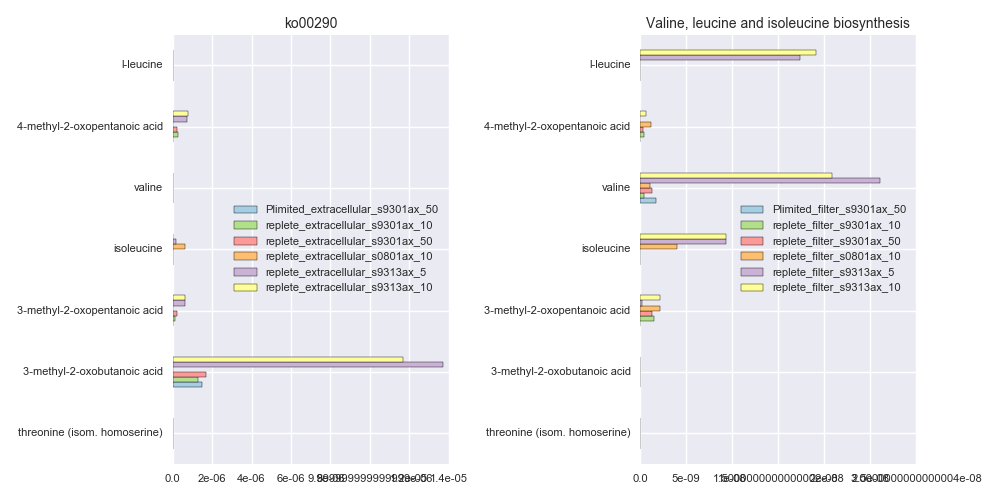 ko00290
l-leucine
4-methyl-2-oxopentanoic acid
valine
isoleucine
3-methyl-2-oxopentanoic acid
3-methyl-2-oxobutanoic acid
threonine (isom. homoserine)
Plimited_extracellular_s9301ax_50
replete_extracellular_s9301ax_10
replete_extracellular_s9301ax_50
replete_extracellular_s0801ax_10
replete_extracellular_s9313ax_5
replete_extracellular_s9313ax_10
0.0 2e-06 4e-06 6e-06 1.4e-05
Valine, leucine and isoleucine biosynthesis
l-leucine
4-methyl-2-oxopentanoic acid
valine
isoleucine
3-methyl-2-oxopentanoic acid
3-methyl-2-oxobutanoic acid
threonine (isom. homoserine)
Plimited_filter_s9301ax_50
replete_filter_s9301ax_10
replete_filter_s9301ax_50
replete_filter_s0801ax_10
replete_filter_s9313ax_5
replete_filter_s9313ax_10
0.0 5e-09